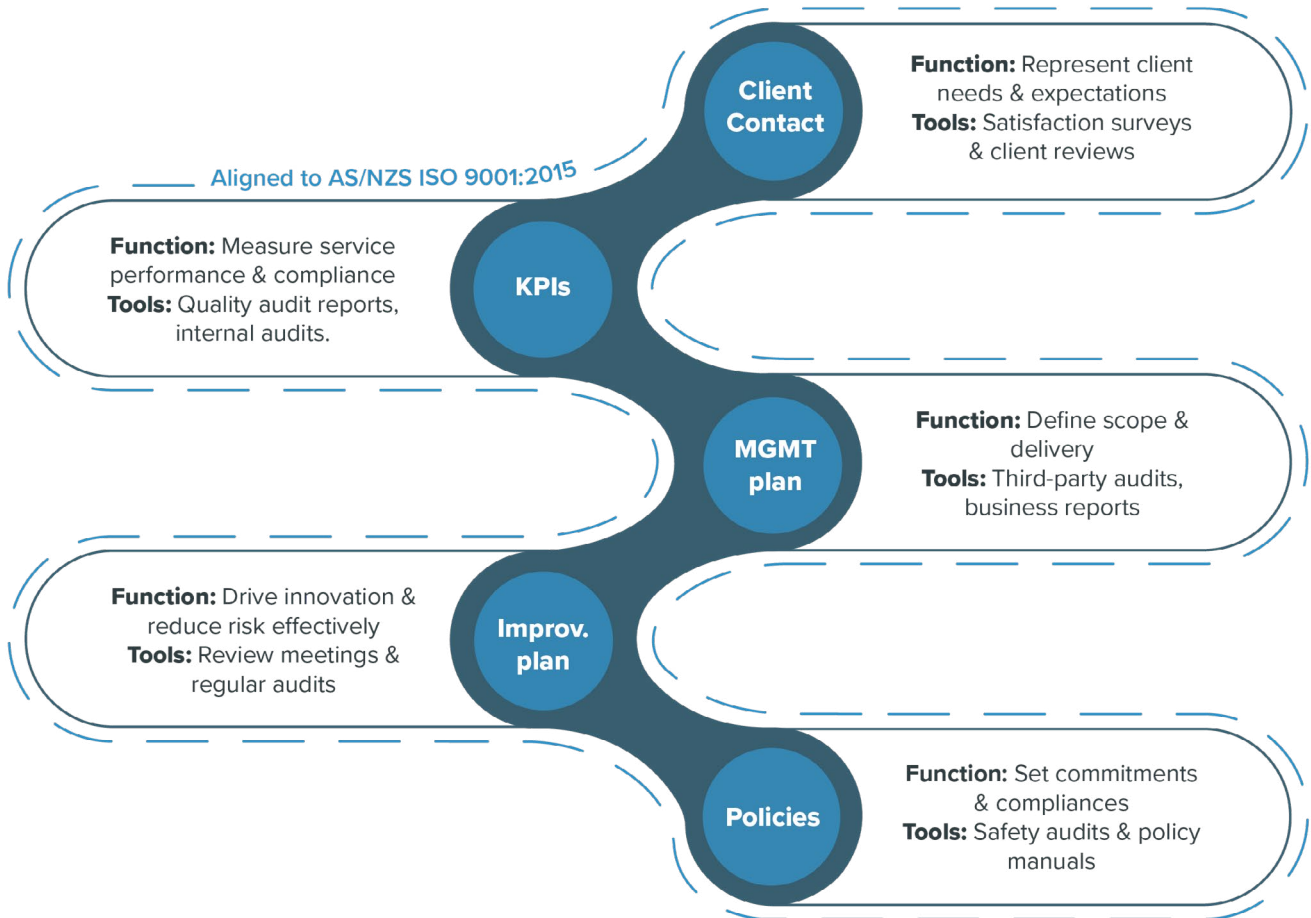 Client
Contact
Function: Represent client
needs & expectations
Tools: Satisfaction surveys
& client reviews
Aligned to AS/NZS ISO 9001:2015
Function: Measure service
performance & compliance
Tools: Quality audit reports,
internal audits.
KPIs
MGMT
plan
Function: Define scope &
delivery
Tools: Third-party audits,
business reports
Function: Drive innovation &
reduce risk effectively
Tools: Review meetings &
regular audits
Improv.
plan
Policies
Function: Set commitments
& compliances
Tools: Safety audits & policy
manuals